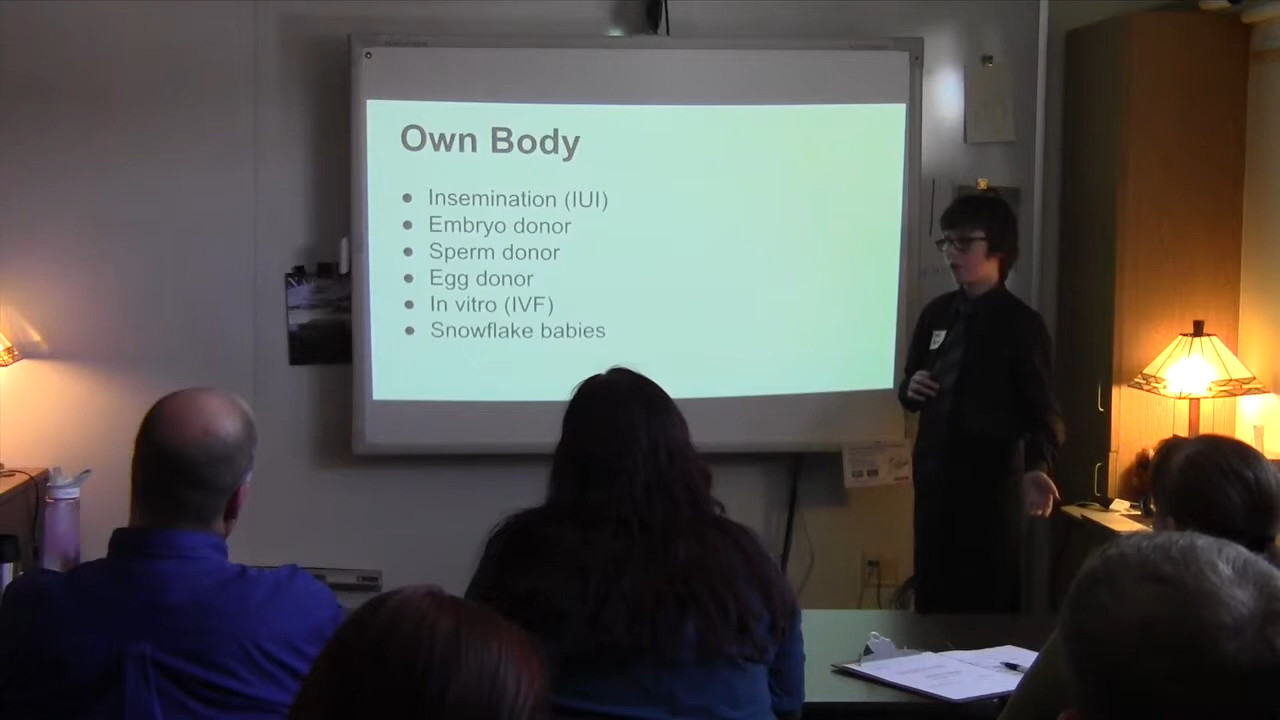 Own Body
Insemination (IUI)
Embryo donor
Sperm donor
Egg donor
In vitro (IVF)
Snowflake babies